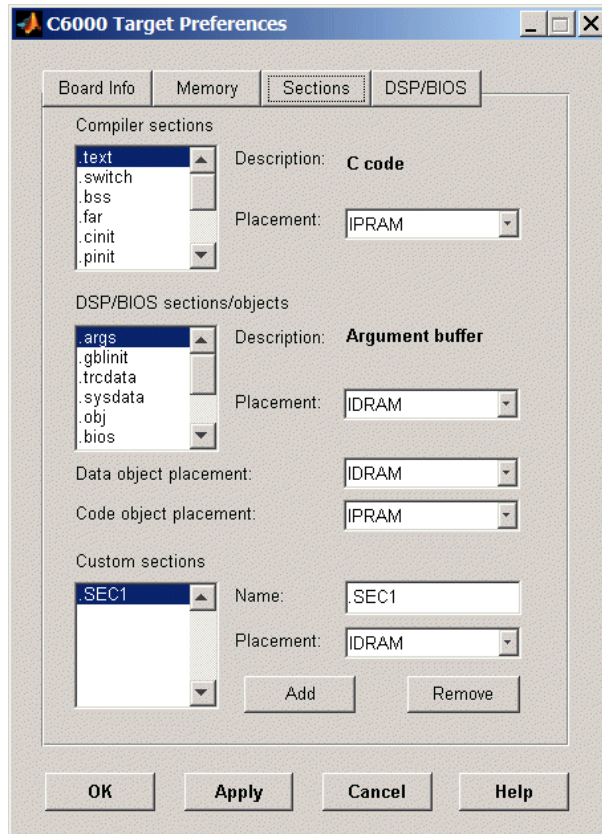 C6000 Target Preferences
Board Info Memory Sections DSP/BIOS
Compiler sections
.text
.switch
.bss
.far
.cinit
.pinit
Description: C code
Placement: IPRAM
DSP/BIOS sections/objects
.args
.gblinit
.trcdata
.sysdata
.obj
.bios
Description: Argument buffer
Placement: IDRAM
Data object placement: IDRAM
Code object placement: IPRAM
Custom sections
.SEC1
Name: .SEC1
Placement: IDRAM
Add Remove
OK Apply Cancel Help